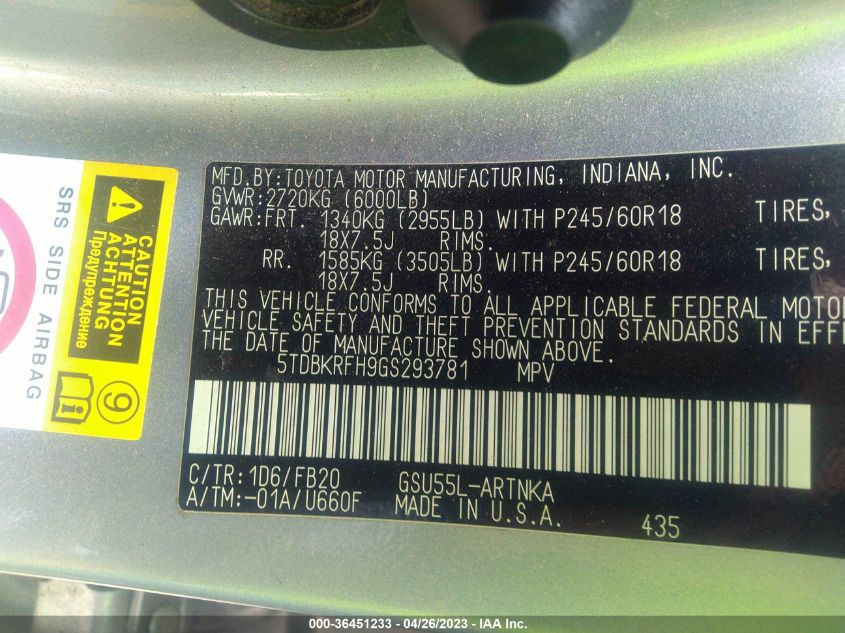 MFD.BY:TOYOTA MOTOR MANUFACTURING, INDIANA, INC.
GVWR:2720KG (6000LB)
GAWR:FRT. 1340KG (2955LB) WITH P245/60R18 TIRES,
18X7.5J RIMS.
RR. 1585KG (3505LB) WITH P245/60R18 TIRES,
18X7.5J RIMS.
THIS VEHICLE CONFORMS TO ALL APPLICABLE FEDERAL MOTO
VEHICLE SAFETY AND THEFT PREVENTION STANDARDS IN EFF
THE DATE OF MANUFACTURE SHOWN ABOVE.
5TDBKRFH9GS293781 MPV
C/TR:1D6/FB20 GSU55L-ARTNKA
A/TM:-01A/U660F MADE IN U.S.A.
435
SRS SIDE AIRBAG
CAUTION
ATTENTION
ACHTUNG
Предупреждение
9
000-36451233 - 04/26/2023 - IAA Inc.